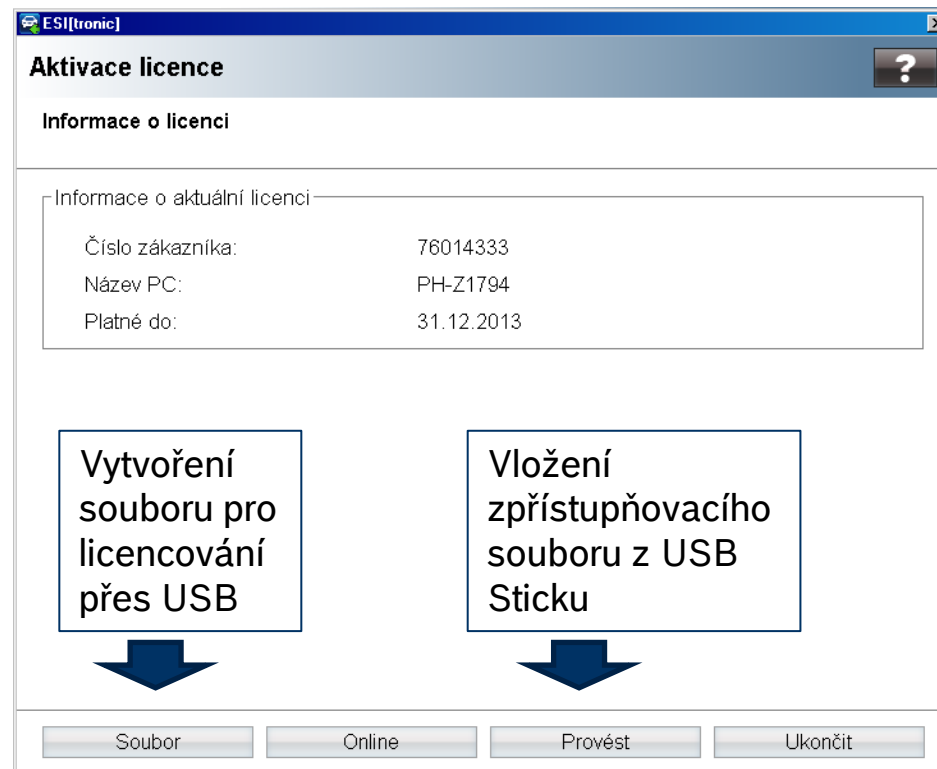 ESI[tronic]
Aktivace licence
?
Informace o licenci
Informace o aktuální licenci
Číslo zákazníka: 76014333
Název PC: PH-Z1794
Platné do: 31.12.2013
Vytvoření
souboru pro
licencování
přes USB
Vložení
zpřístupňovacího
souboru z USB
Sticku
Soubor Online Provést Ukončit